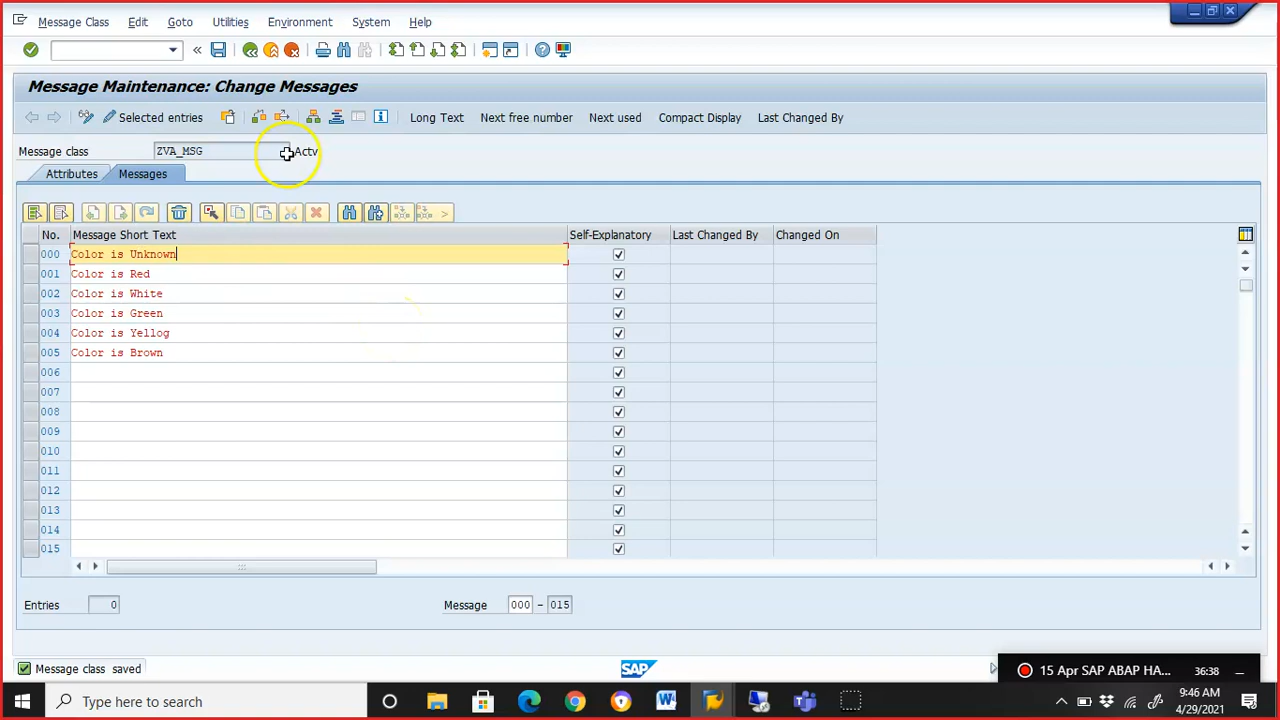 Message Class Edit Goto Utilities Environment System Help
Message Maintenance: Change Messages
Selected entries Long Text Next free number Next used Compact Display Last Changed By
Message class ZVA_MSG Actv
Attributes Messages
No. Message Short Text Self-Explanatory Last Changed By Changed On
000 Color is Unknown
001 Color is Red
002 Color is White
003 Color is Green
004 Color is Yellog
005 Color is Brown
006
007
008
009
010
011
012
013
014
015
Entries 0 Message 000 - 015
Message class saved SAP 15 Apr SAP ABAP HA... 36:38
Type here to search 9:46 AM
4/29/2021